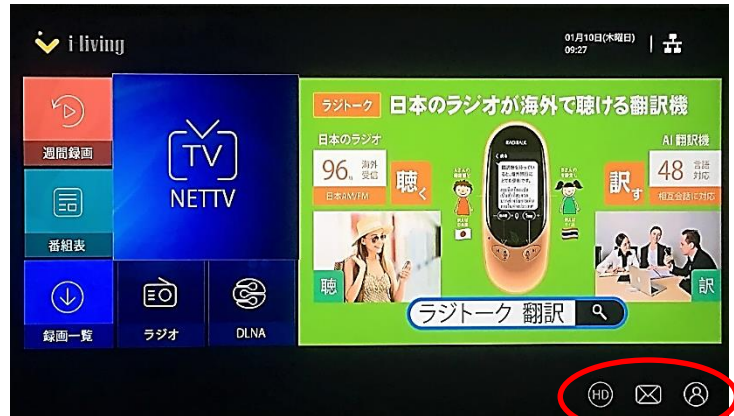 i-living
01月10日(木曜日)
09:27
週間録画
番組表
録画一覧
NETTV
ラジオ
DLNA
ラジトーク 日本のラジオが海外で聴ける翻訳機
日本のラジオ
96局 海外受信
日本AM/FM
聴く
AI 翻訳機
訳す
48 言語対応
相互会話に対応
RADITALK
聴
訳
ラジトーク 翻訳
HD